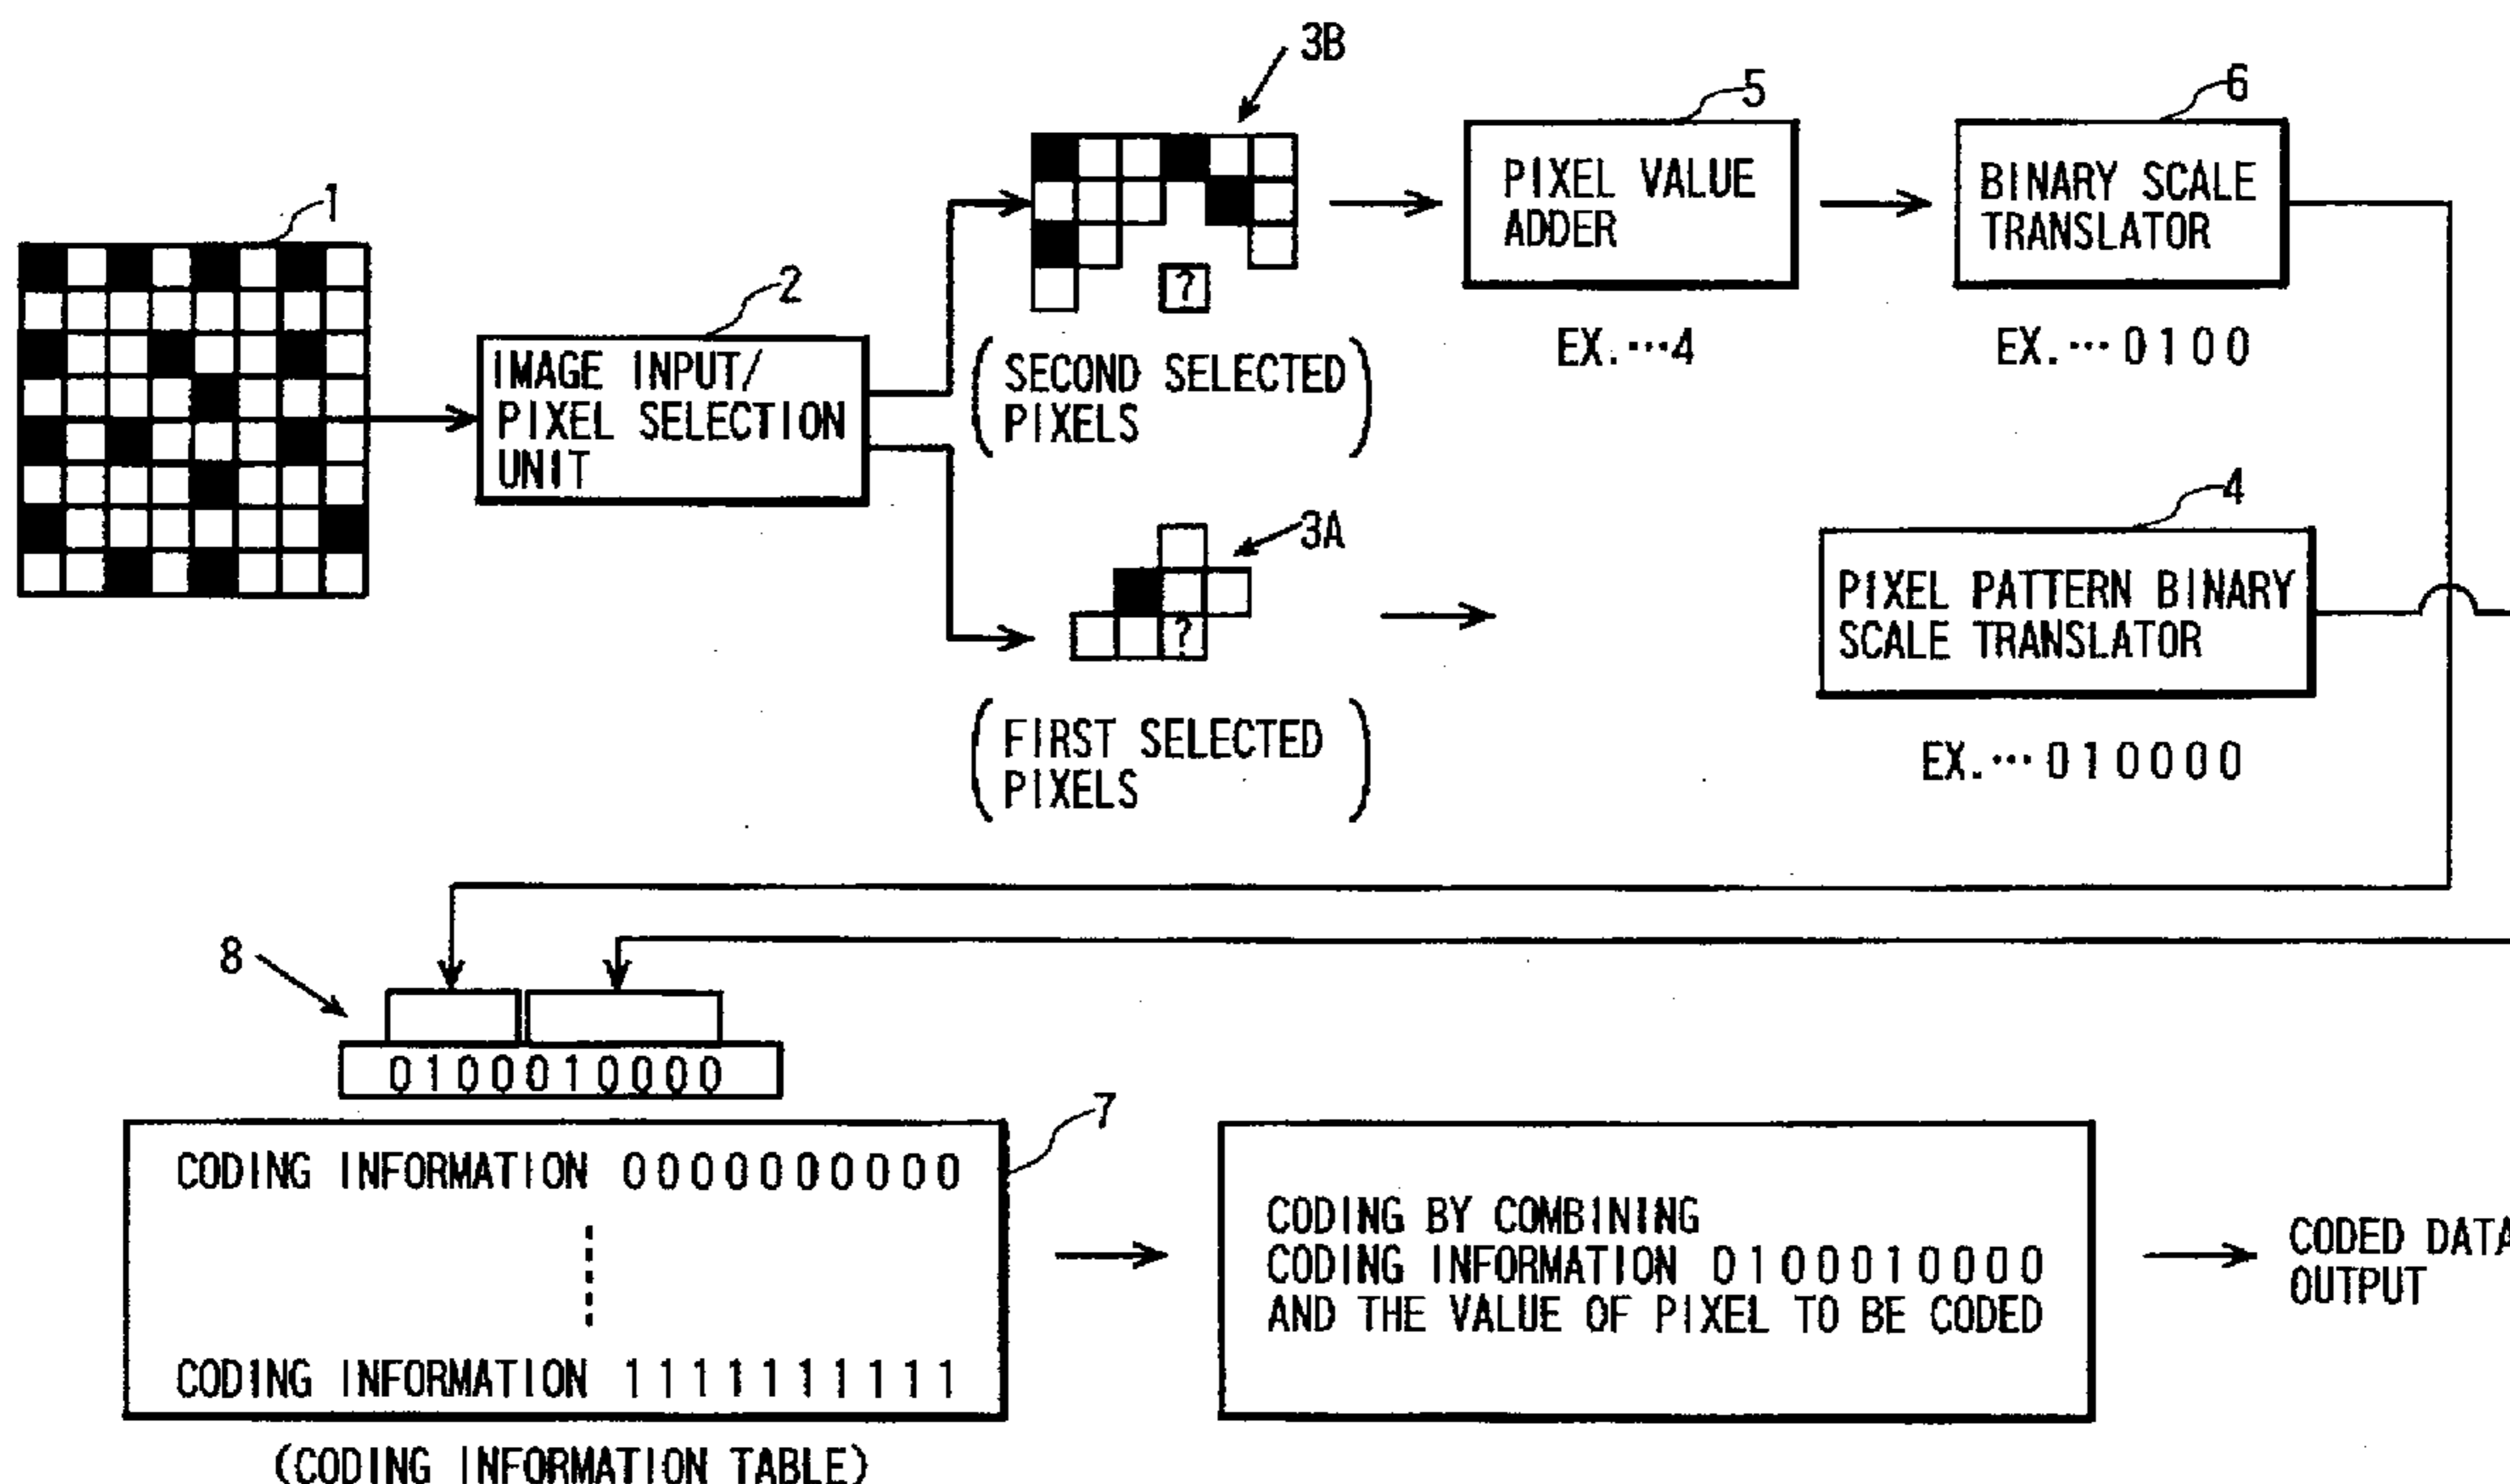 3B
5
6
1
PIXEL VALUE
ADDER
BINARY SCALE
TRANSLATOR
2
?
IMAGE INPUT/
PIXEL SELECTION
UNIT
EX.…4
EX.…0100
(SECOND SELECTED
PIXELS)
4
3A
?
PIXEL PATTERN BINARY
SCALE TRANSLATOR
(FIRST SELECTED
PIXELS)
EX.…010000
8
0100010000
7
CODING INFORMATION 0000000000
CODING INFORMATION 1111111111
(CODING INFORMATION TABLE)
CODING BY COMBINING
CODING INFORMATION 0100010000
AND THE VALUE OF PIXEL TO BE CODED
CODED DATA
OUTPUT